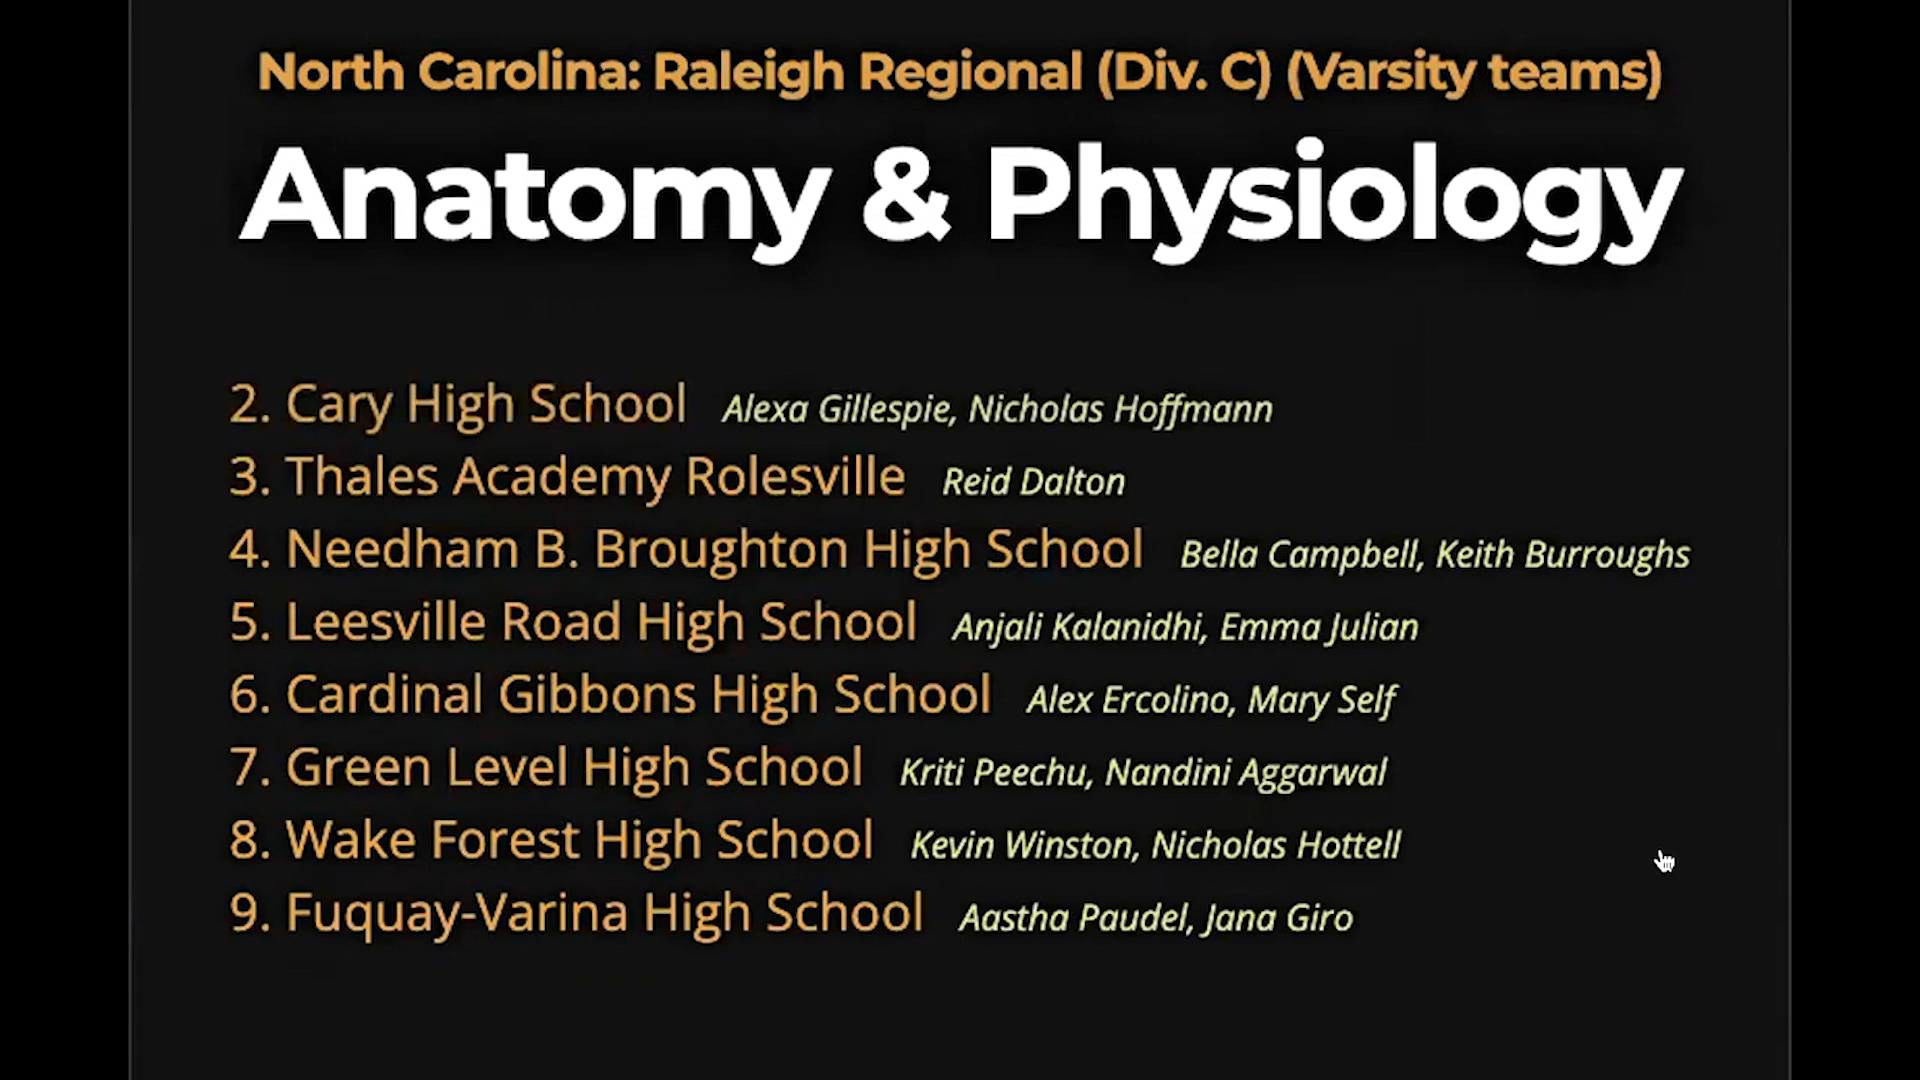 North Carolina: Raleigh Regional (Div. C) (Varsity teams)
Anatomy & Physiology
2. Cary High School Alexa Gillespie, Nicholas Hoffmann
3. Thales Academy Rolesville Reid Dalton
4. Needham B. Broughton High School Bella Campbell, Keith Burroughs
5. Leesville Road High School Anjali Kalanidhi, Emma Julian
6. Cardinal Gibbons High School Alex Ercolino, Mary Self
7. Green Level High School Kriti Peechu, Nandini Aggarwal
8. Wake Forest High School Kevin Winston, Nicholas Hottell
9. Fuquay-Varina High School Aastha Paudel, Jana Giro